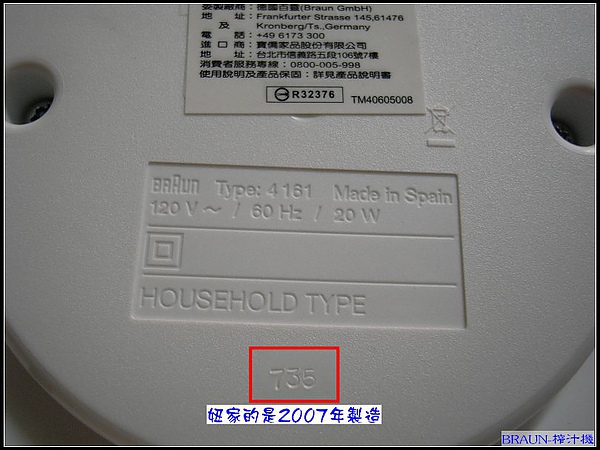 委製廠商：德國百靈(Braun GmbH)
地　　址：Frankfurter Strasse 145,61476
及　　Kronberg/Ts.,Germany
電　　話：+49 6173 300
進 口 商：寶僑家品股份有限公司
地　　址：台北市信義路五段106號7樓
消費者服務專線：0800-005-998
使用說明及產品保固：詳見產品說明書
R32376
TM40605008
BRAUN Type: 4161 Made in Spain
120 V ～ / 60 Hz / 20 W
HOUSEHOLD TYPE
735
妞家的是2007年製造
BRAUN-榨汁機